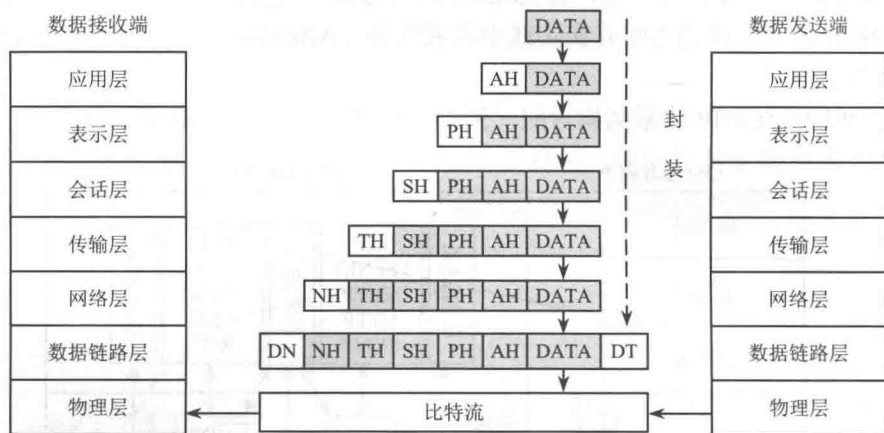 数据接收端 DATA 数据发送端
应用层 AH DATA 应用层
表示层 PH AH DATA 封 表示层
会话层 SH PH AH DATA 装 会话层
传输层 TH SH PH AH DATA 传输层
网络层 NH TH SH PH AH DATA 网络层
数据链路层 DN NH TH SH PH AH DATA DT 数据链路层
物理层 比特流 物理层